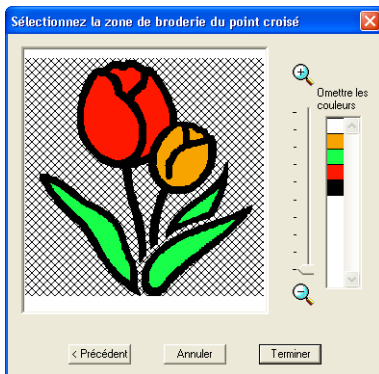 Sélectionnez la zone de broderie du point croisé
Omettre les
couleurs
< Précédent
Annuler
Terminer